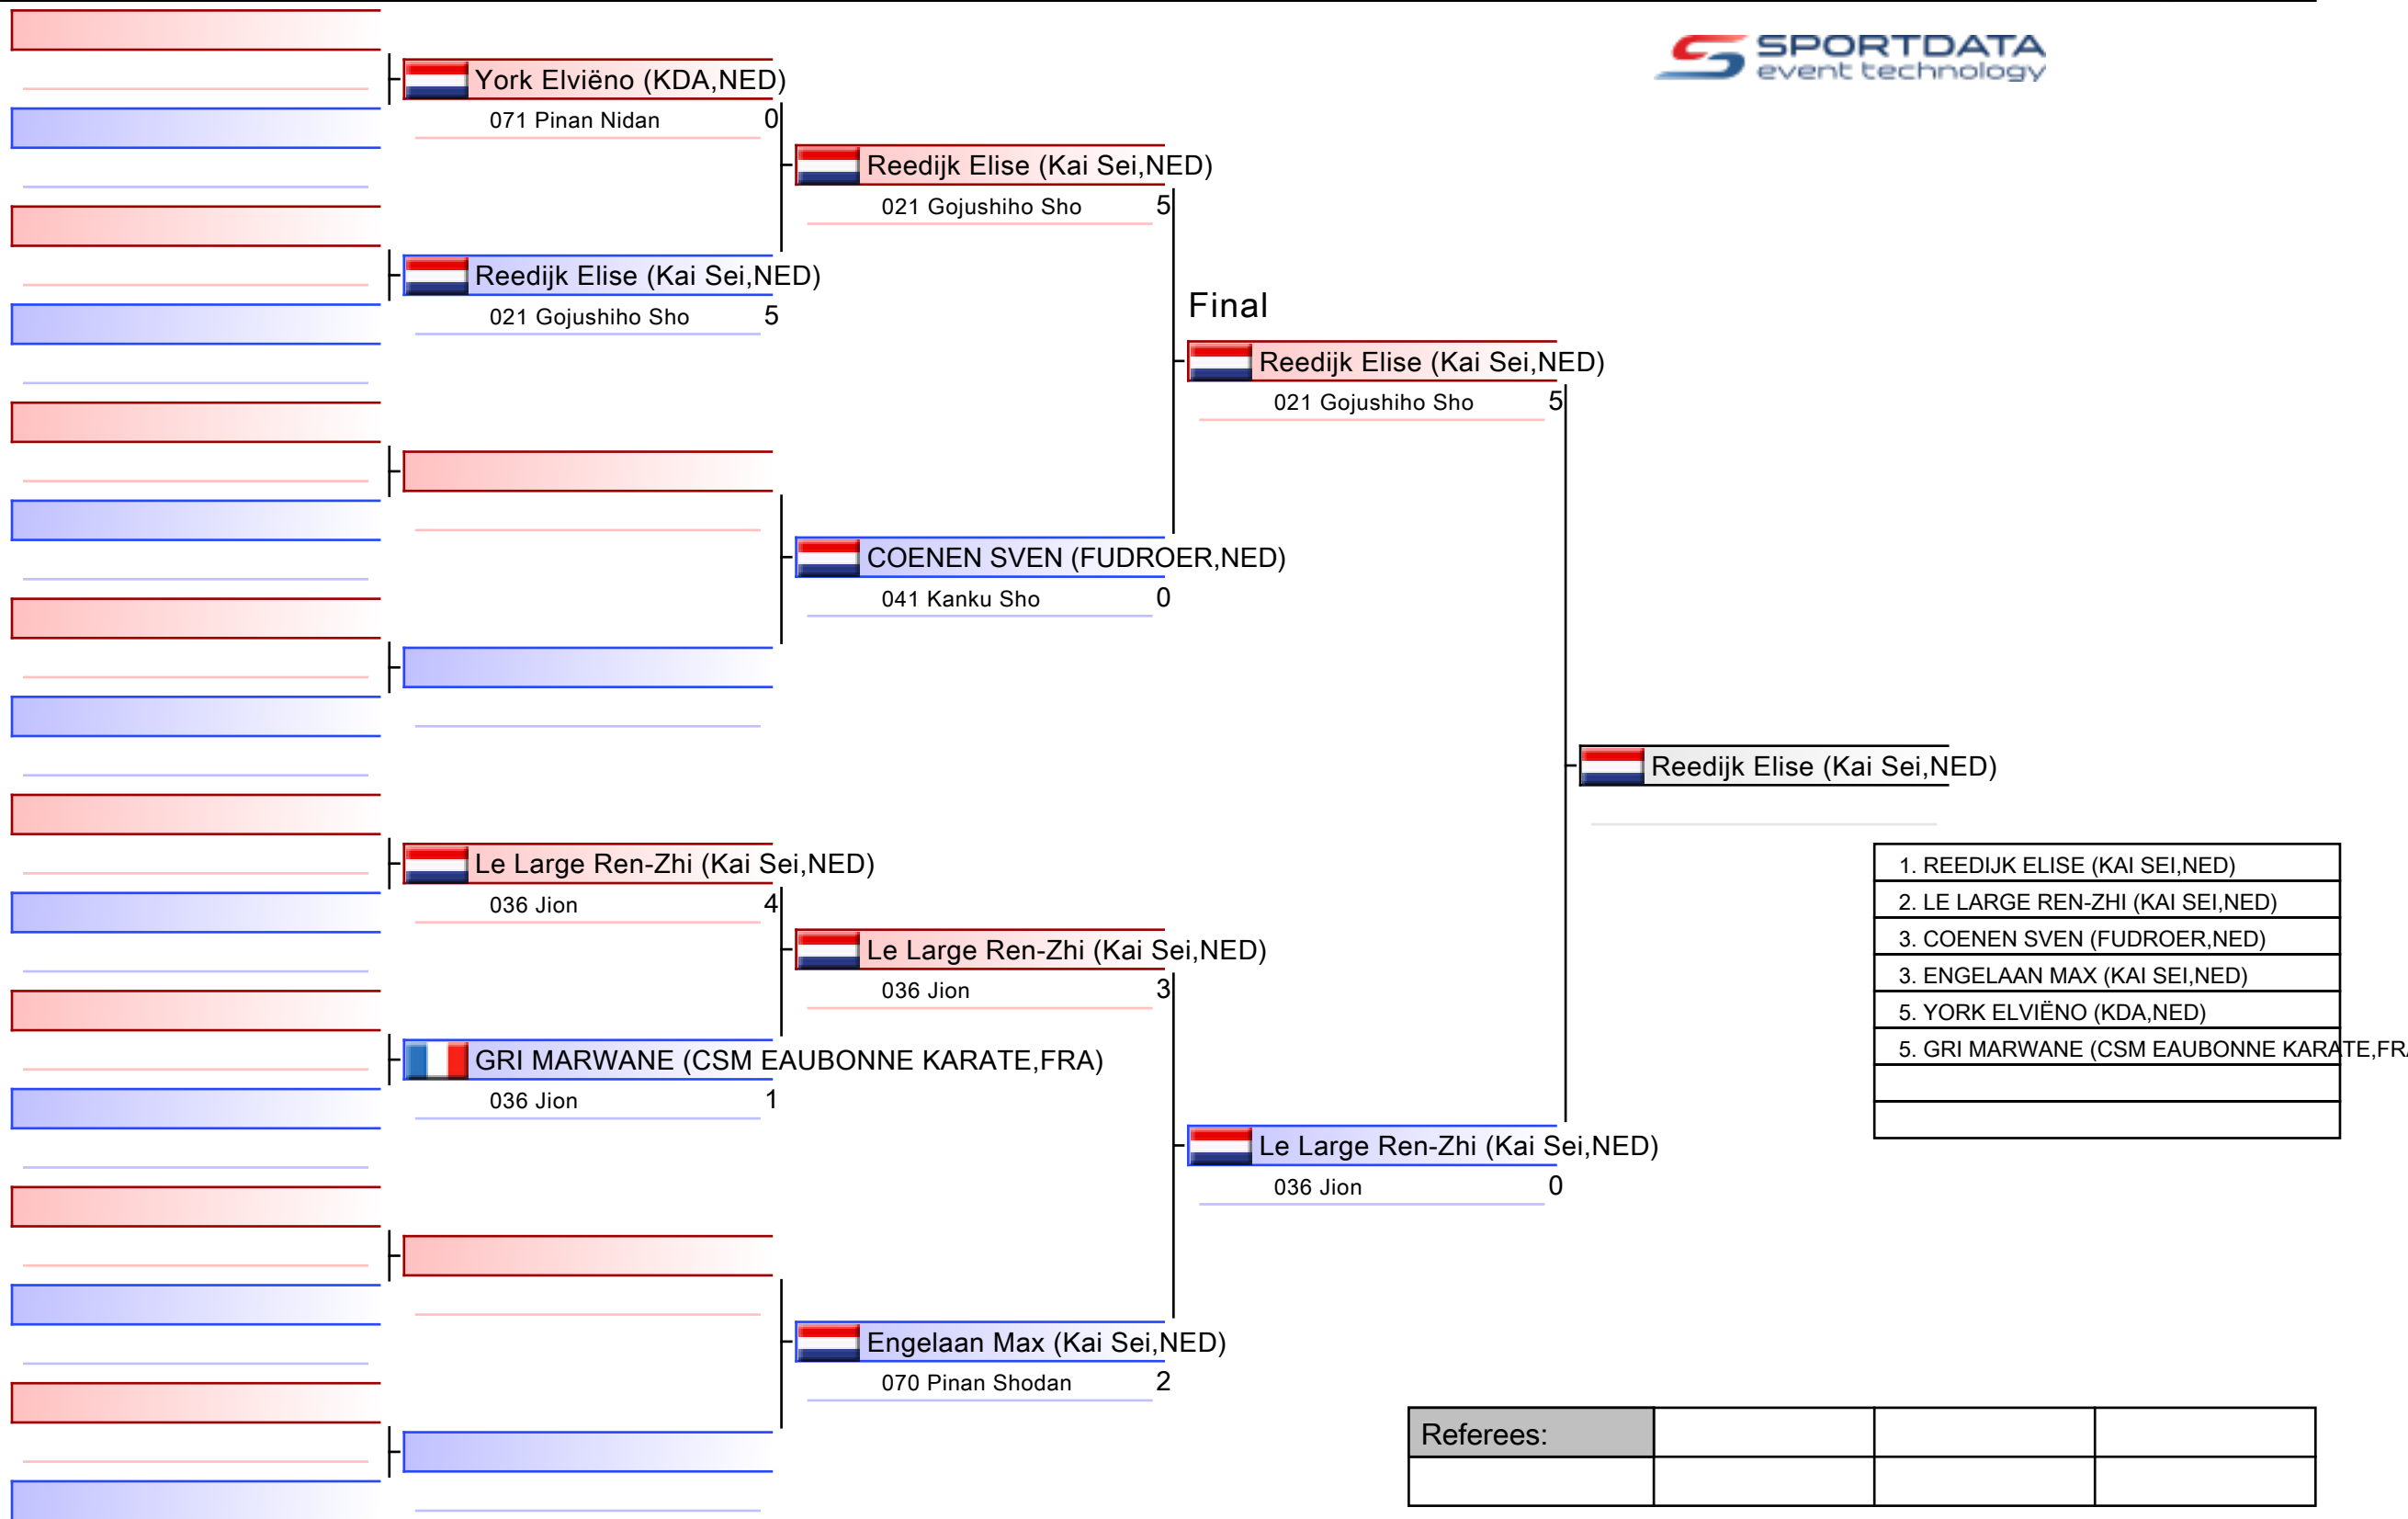 SPORTDATA
event technology
York Elviëno (KDA,NED)
071 Pinan Nidan 0
Reedijk Elise (Kai Sei,NED)
021 Gojushiho Sho 5
Reedijk Elise (Kai Sei,NED)
021 Gojushiho Sho 5
COENEN SVEN (FUDROER,NED)
041 Kanku Sho 0
Final
Reedijk Elise (Kai Sei,NED)
021 Gojushiho Sho 5
Reedijk Elise (Kai Sei,NED)
Le Large Ren-Zhi (Kai Sei,NED)
036 Jion 4
GRI MARWANE (CSM EAUBONNE KARATE,FRA)
036 Jion 1
Le Large Ren-Zhi (Kai Sei,NED)
036 Jion 3
Engelaan Max (Kai Sei,NED)
070 Pinan Shodan 2
Le Large Ren-Zhi (Kai Sei,NED)
036 Jion 0
1. REEDIJK ELISE (KAI SEI,NED)
2. LE LARGE REN-ZHI (KAI SEI,NED)
3. COENEN SVEN (FUDROER,NED)
3. ENGELAAN MAX (KAI SEI,NED)
5. YORK ELVIËNO (KDA,NED)
5. GRI MARWANE (CSM EAUBONNE KARATE,FRA
Referees: